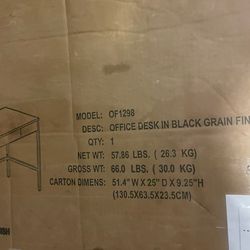 MODEL: OF1298
DESC: OFFICE DESK IN BLACK GRAIN FIN
QTY: 1
NET WT: 57.86 LBS. ( 26.3 KG)
GROSS WT: 66.0 LBS. ( 30.0 KG)
CARTON DIMENS: 51.4"W X 25" D X 9.25"H
(130.5X63.5X23.5CM)